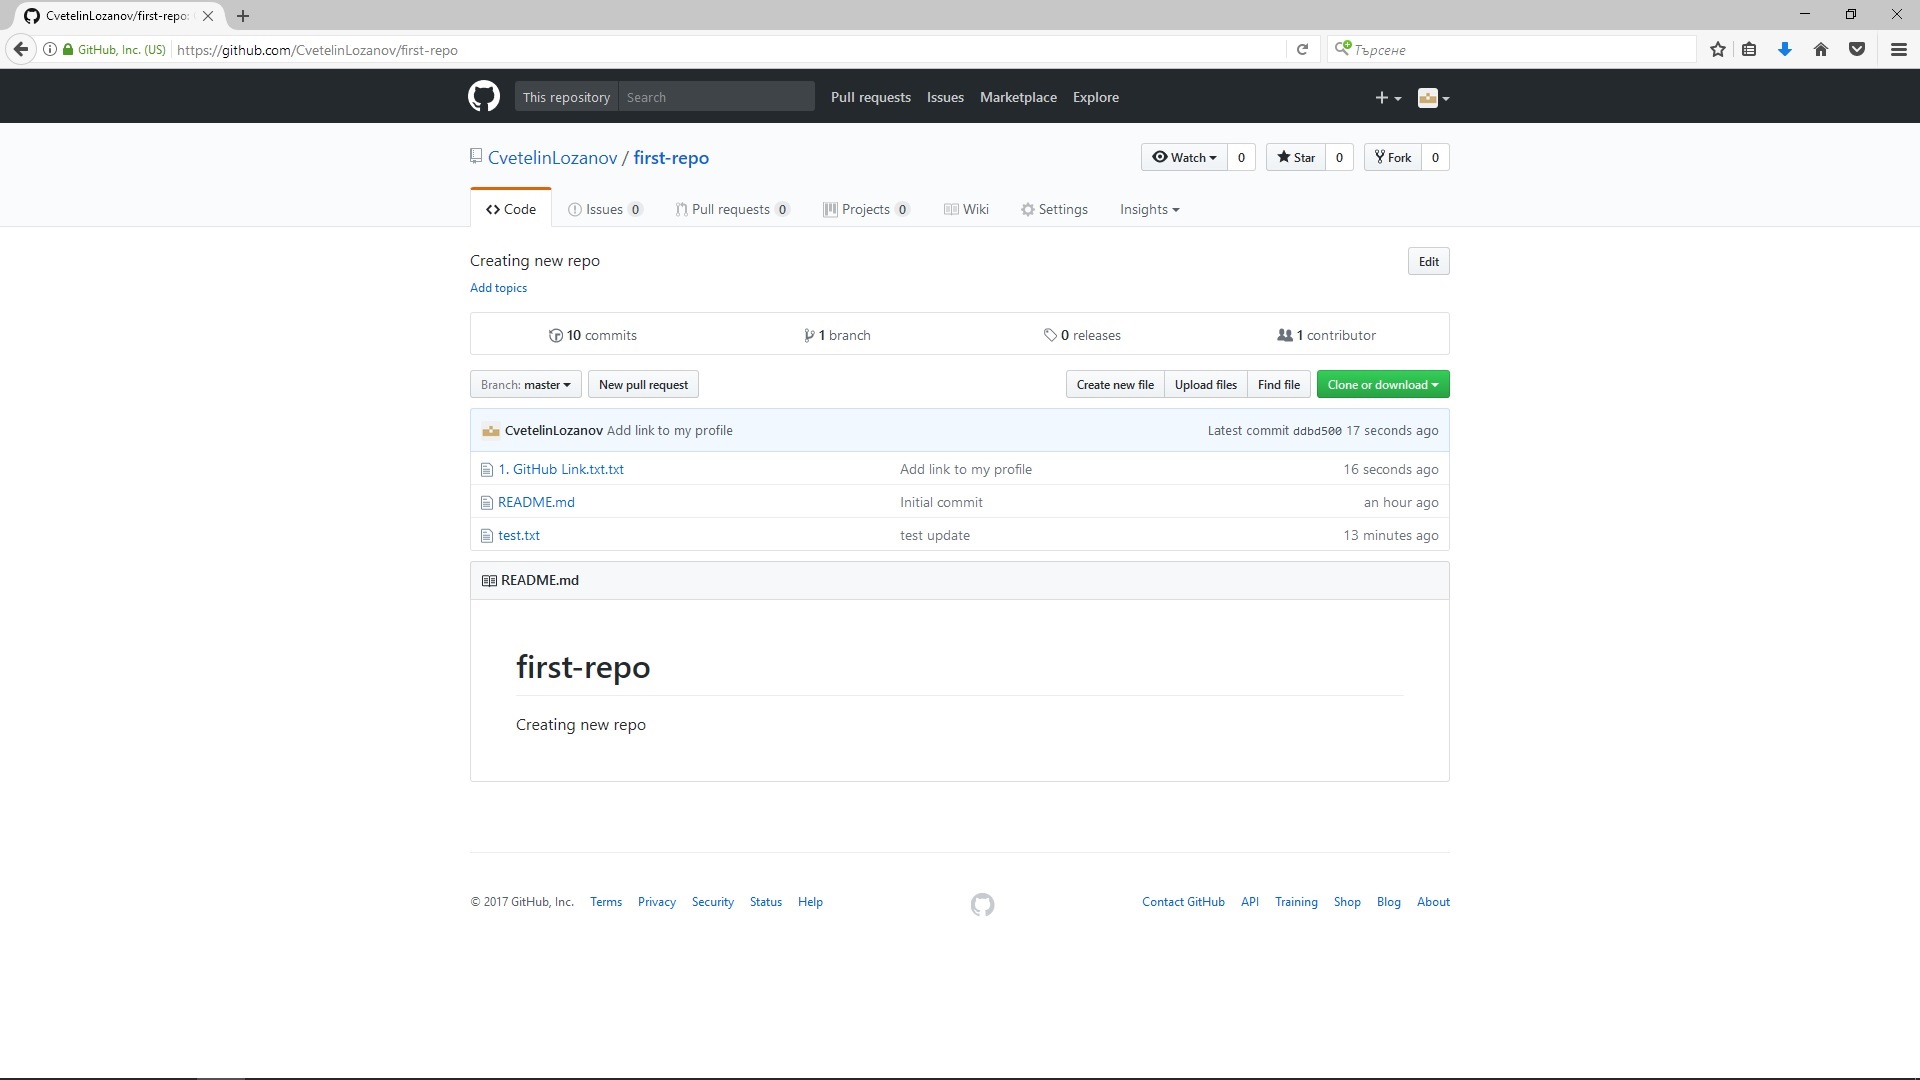 CvetelinLozanov/first-repo:
GitHub, Inc. (US) https://github.com/CvetelinLozanov/first-repo Търсене
This repository Search Pull requests Issues Marketplace Explore
CvetelinLozanov / first-repo Watch 0 Star 0 Fork 0
Code Issues 0 Pull requests 0 Projects 0 Wiki Settings Insights
Creating new repo Edit
Add topics
10 commits 1 branch 0 releases 1 contributor
Branch: master New pull request Create new file Upload files Find file Clone or download
CvetelinLozanov Add link to my profile Latest commit ddbd500 17 seconds ago
1. GitHub Link.txt.txt Add link to my profile 16 seconds ago
README.md Initial commit an hour ago
test.txt test update 13 minutes ago
README.md
first-repo
Creating new repo
© 2017 GitHub, Inc. Terms Privacy Security Status Help Contact GitHub API Training Shop Blog About